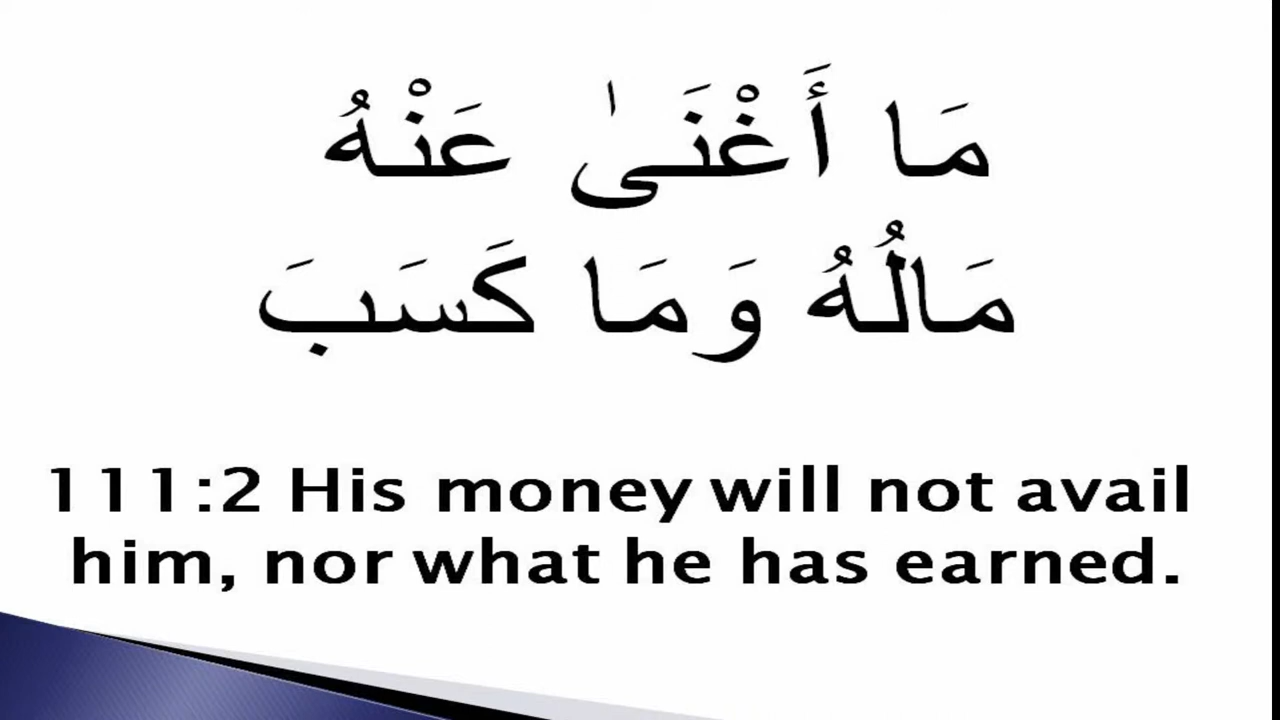 مَا أَغْنَىٰ عَنْهُ
مَالُهُ وَمَا كَسَبَ
111:2 His money will not avail
him, nor what he has earned.